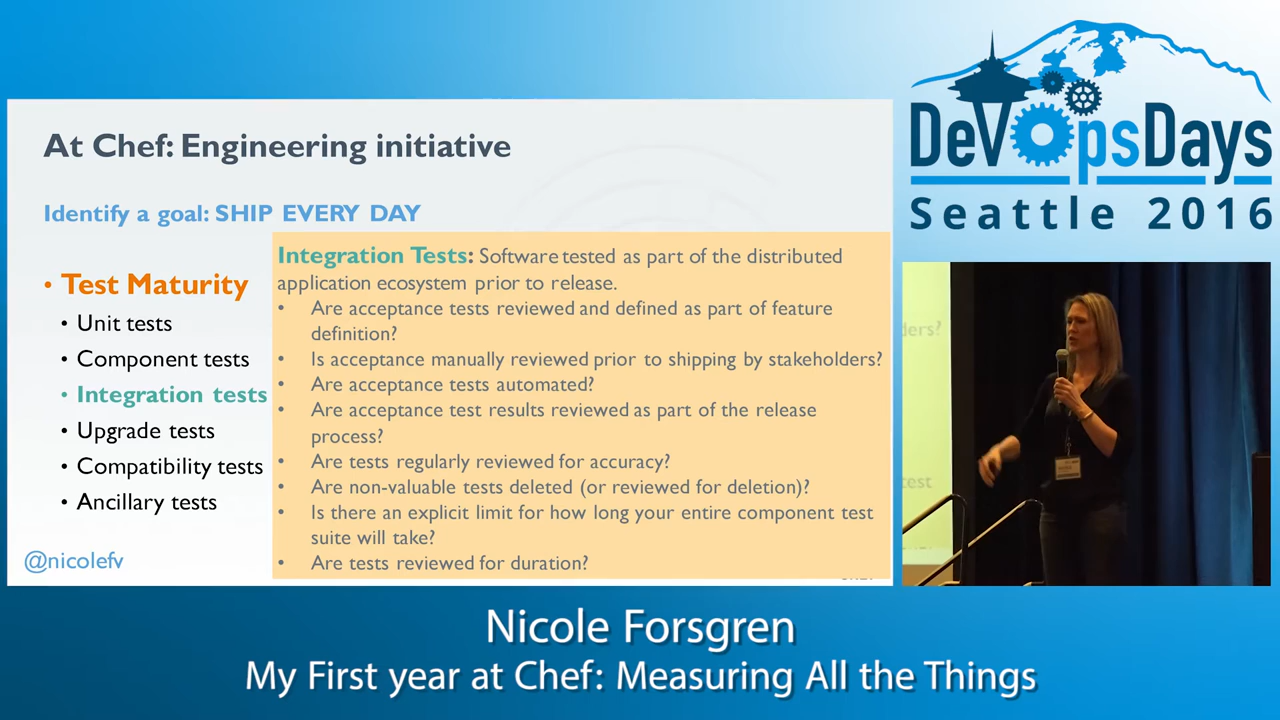 At Chef: Engineering initiative
Identify a goal: SHIP EVERY DAY
• Test Maturity
• Unit tests
• Component tests
• Integration tests
• Upgrade tests
• Compatibility tests
• Ancillary tests
@nicolefv
Integration Tests: Software tested as part of the distributed
application ecosystem prior to release.
• Are acceptance tests reviewed and defined as part of feature
definition?
• Is acceptance manually reviewed prior to shipping by stakeholders?
• Are acceptance tests automated?
• Are acceptance test results reviewed as part of the release
process?
• Are tests regularly reviewed for accuracy?
• Are non-valuable tests deleted (or reviewed for deletion)?
• Is there an explicit limit for how long your entire component test
suite will take?
• Are tests reviewed for duration?
DevOpsDays
Seattle 2016
ders?
test
Nicole Forsgren
My First year at Chef: Measuring All the Things